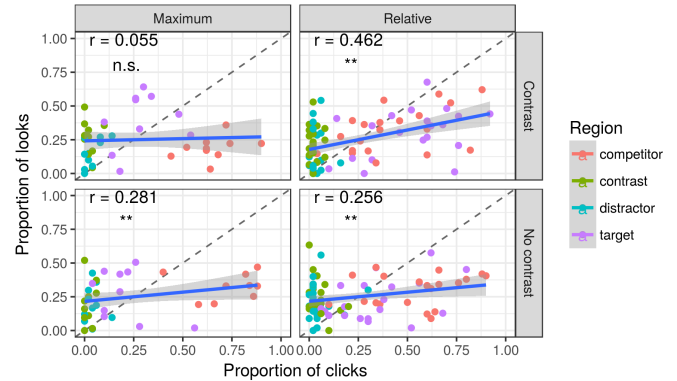 Maximum
Relative
r = 0.055
n.s.
r = 0.462
**
Contrast
1.00
0.75
0.50
0.25
0.00
r = 0.281
**
r = 0.256
**
No contrast
1.00
0.75
0.50
0.25
0.00
0.00 0.25 0.50 0.75 1.00 0.00 0.25 0.50 0.75 1.00
Proportion of clicks
Proportion of looks
Region
competitor
contrast
distractor
target